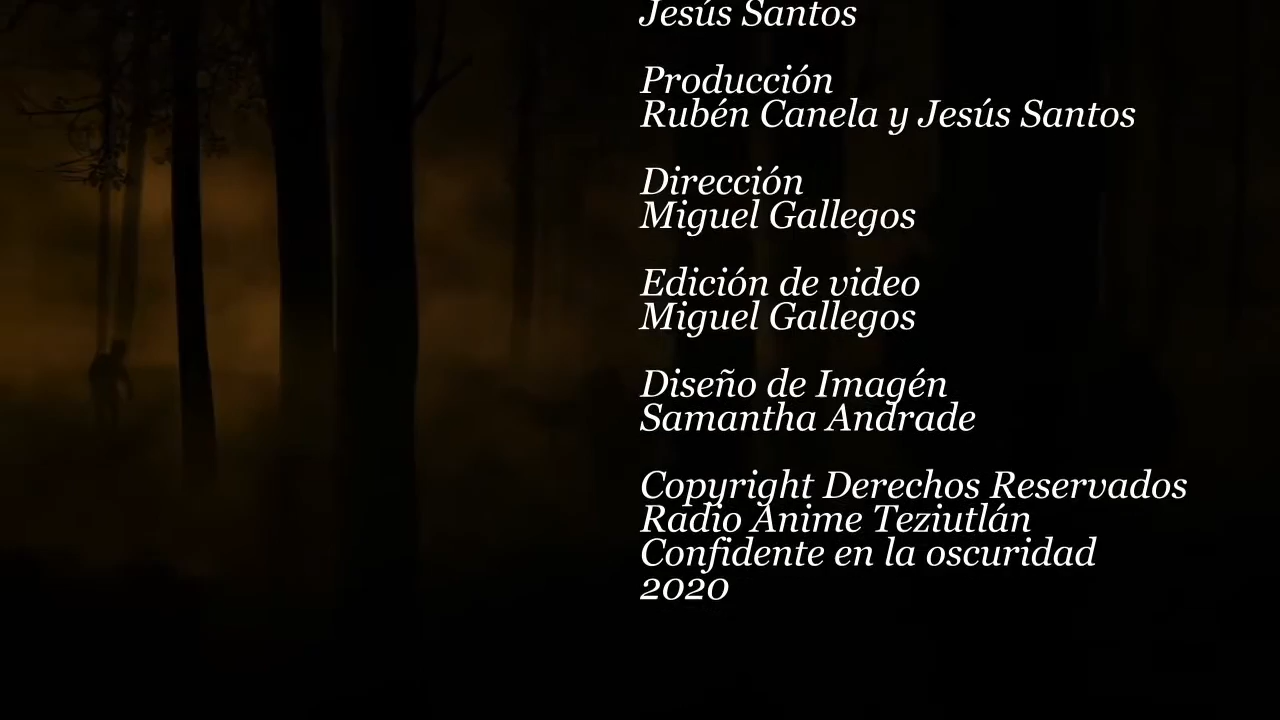 Jesús Santos
Producción
Rubén Canela y Jesús Santos
Dirección
Miguel Gallegos
Edición de video
Miguel Gallegos
Diseño de Imagén
Samantha Andrade
Copyright Derechos Reservados
Radio Anime Teziutlán
Confidente en la oscuridad
2020